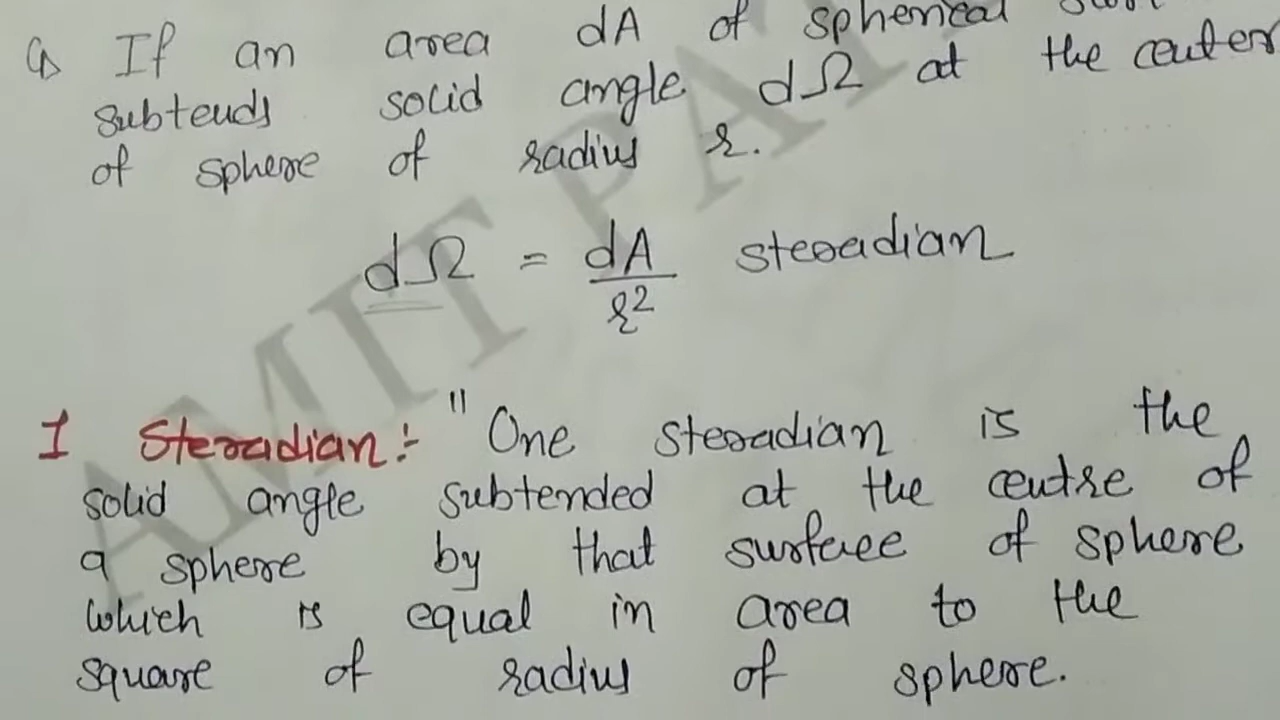 If an area dA of spherical
subtends solid angle dΩ at the center
of sphere of radius r.
dΩ = dA/r² steradian
1 Steradian:- "One steradian is the
solid angle subtended at the centre of
a sphere by that surface of sphere
which is equal in area to the
square of radius of sphere.
AMIT PAT